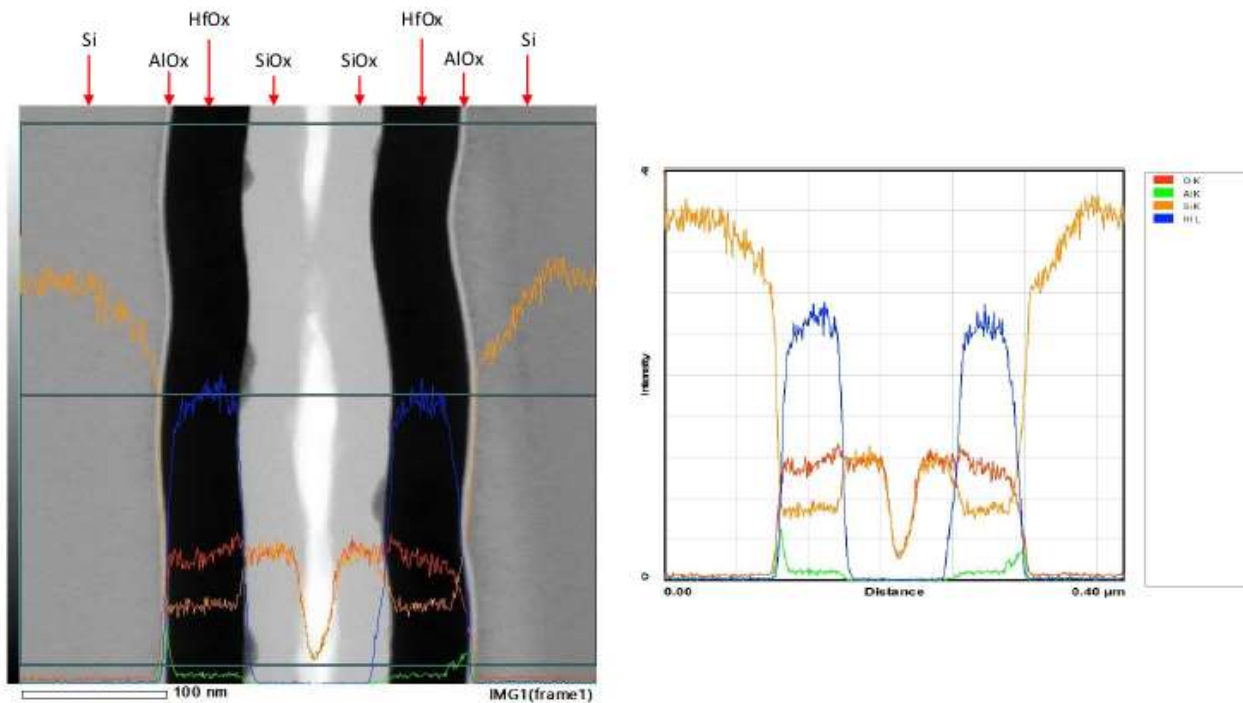 HfOx HfOx
Si Si
AlOx SiOx SiOx AlOx
100 nm
IMG1(frame1)
Intensity
0
0.00 Distance 0.40 µm
O K
Al K
Si K
Hf L